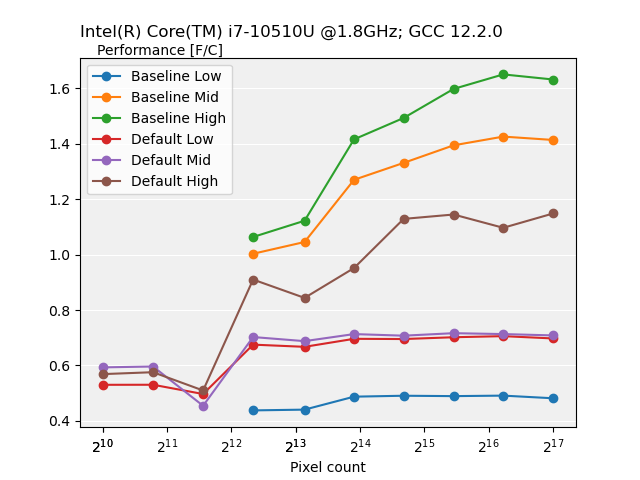 Intel(R) Core(TM) i7-10510U @1.8GHz; GCC 12.2.0
Performance [F/C]
Baseline Low
Baseline Mid
Baseline High
Default Low
Default Mid
Default High
1.6
1.4
1.2
1.0
0.8
0.6
0.4
2^10 2^11 2^12 2^13 2^14 2^15 2^16 2^17
Pixel count